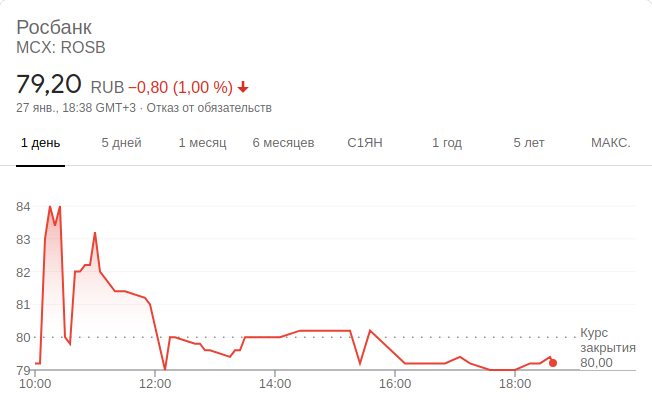 Росбанк
MCX: ROSB
79,20 RUB −0,80 (1,00 %)
27 янв., 18:38 GMT+3 · Отказ от обязательств
1 день 5 дней 1 месяц 6 месяцев С1ЯН 1 год 5 лет МАКС.
84
83
82
81
80
79
Курс
закрытия
80,00
10:00 12:00 14:00 16:00 18:00